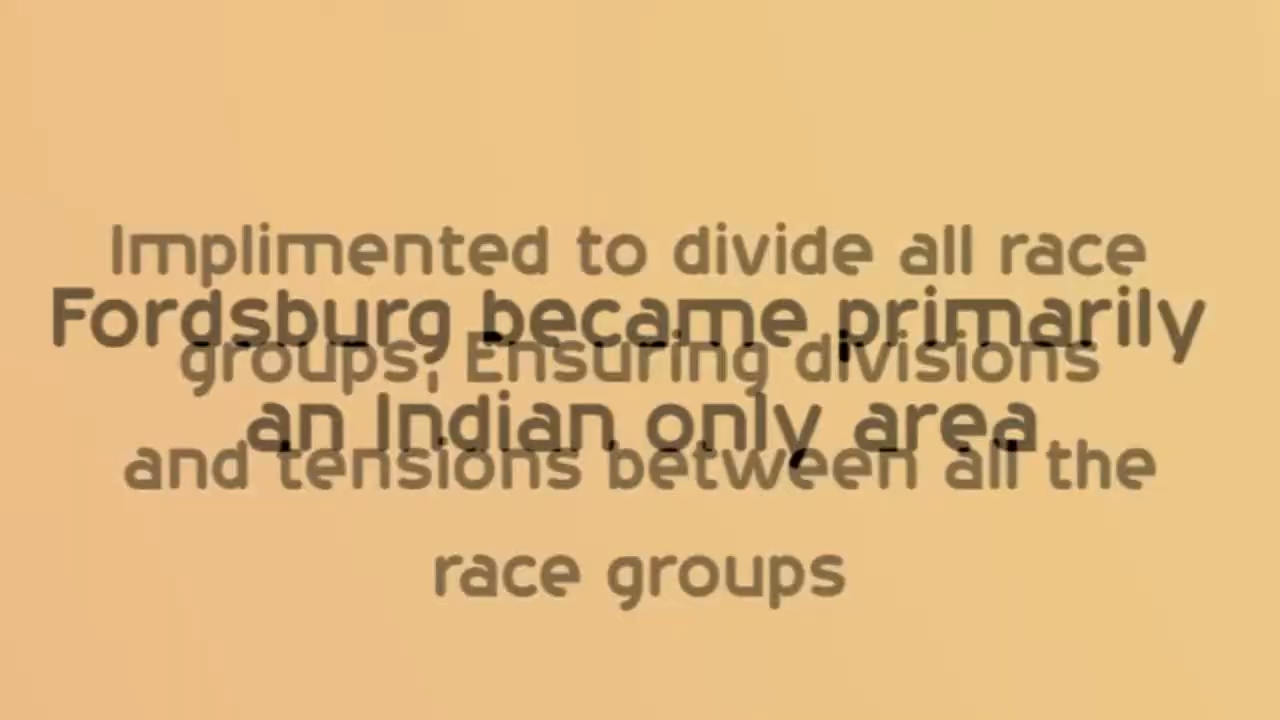 Implimented to divide all race
Fordsburg became primarily
groups, Ensuring divisions
an Indian only area
and tensions between all the
race groups